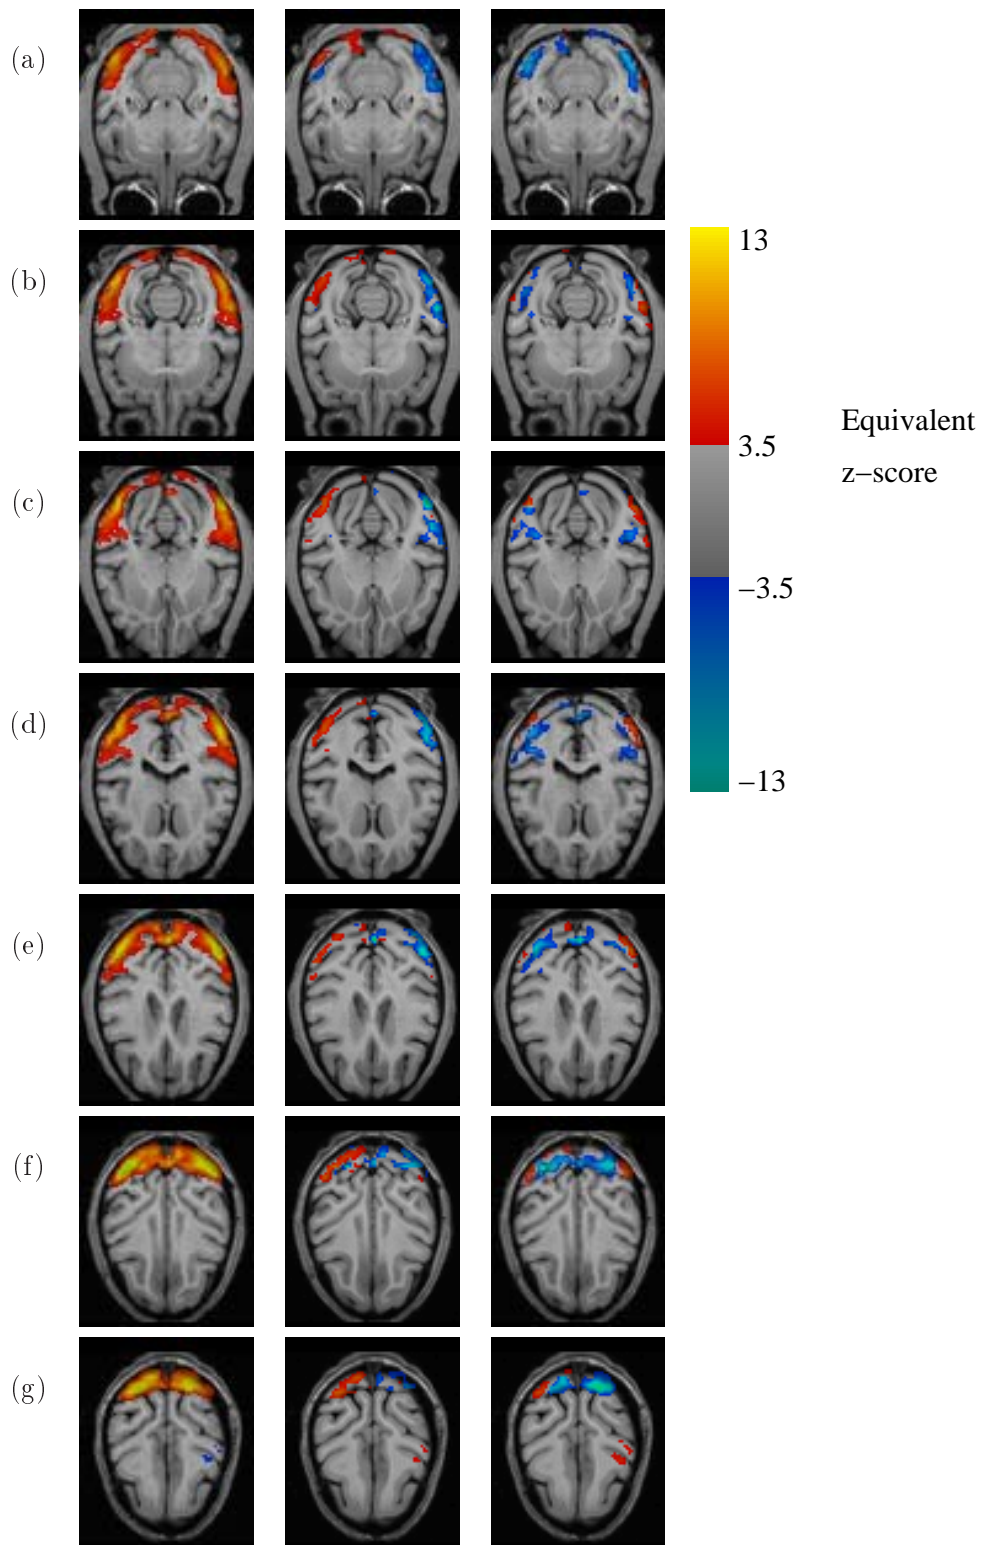 (a)
(b)
13
Equivalent
3.5
z−score
(c)
−3.5
(d)
−13
(e)
(f)
(g)